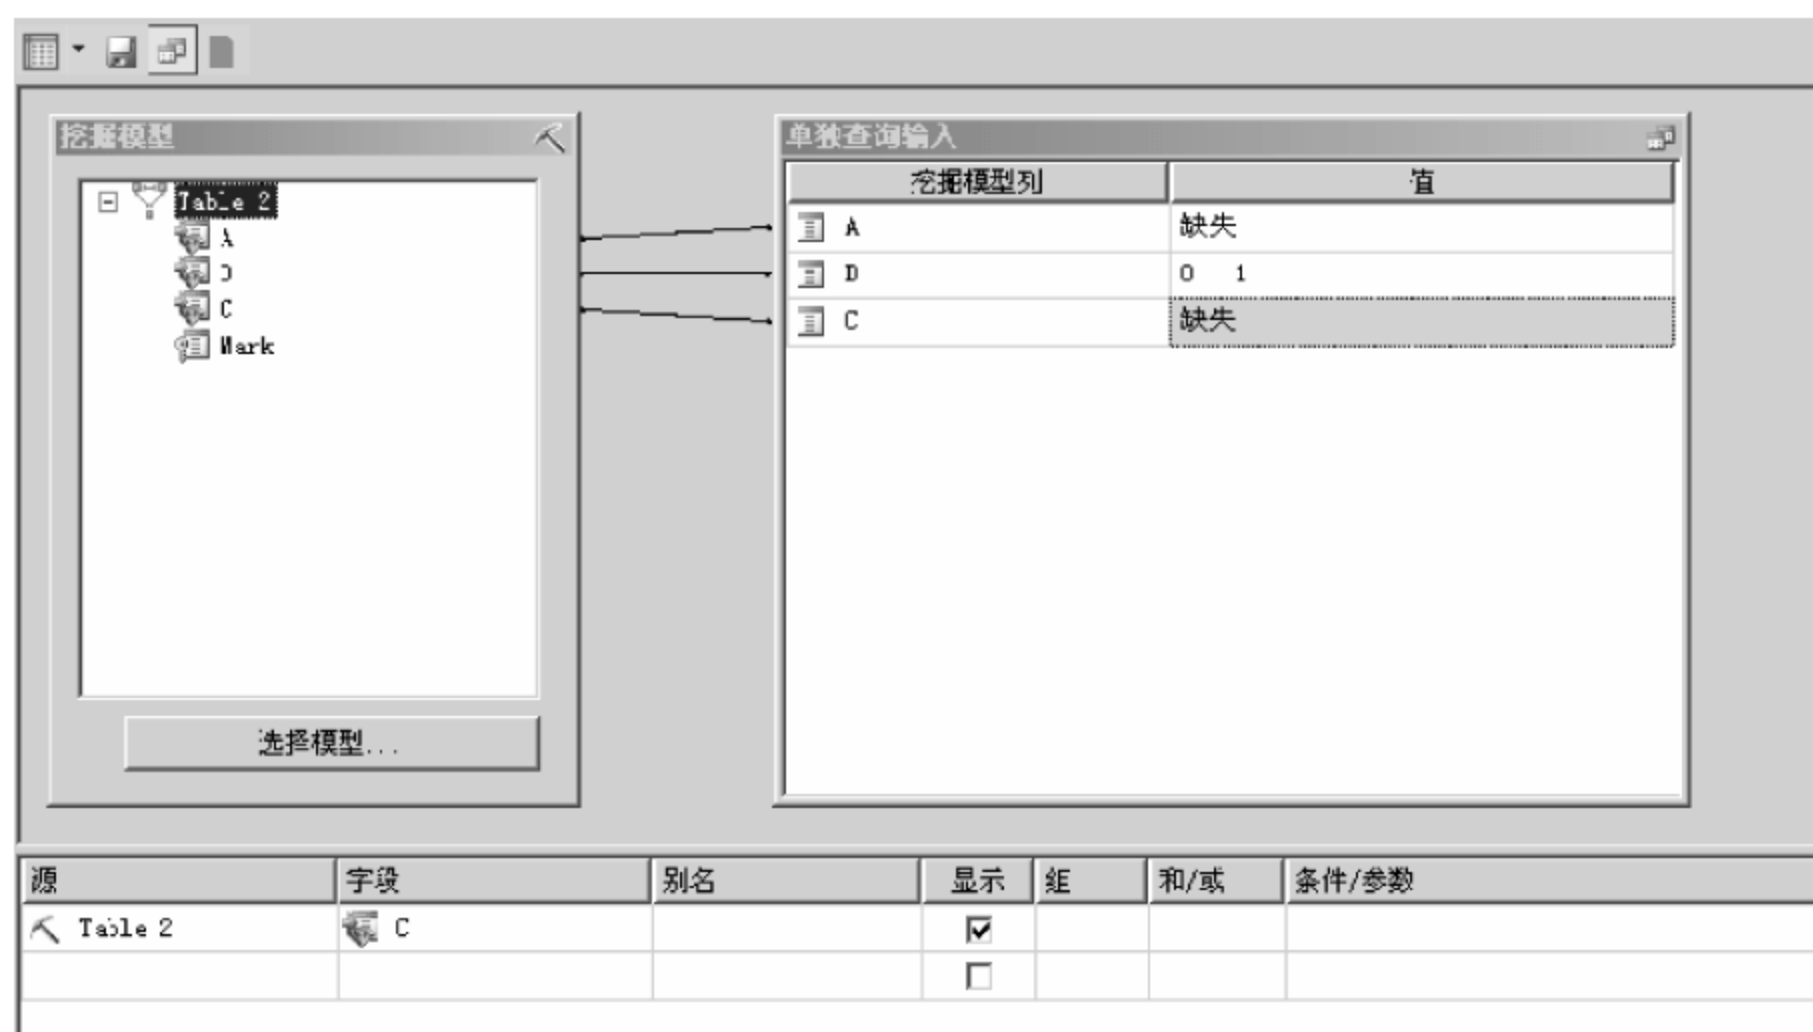 挖掘模型
Table 2
A
D
C
Mark
选择模型...
单独查询输入
挖掘模型列 值
A 缺失
D 0 1
C 缺失
源 字段 别名 显示 组 和/或 条件/参数
Table 2 C